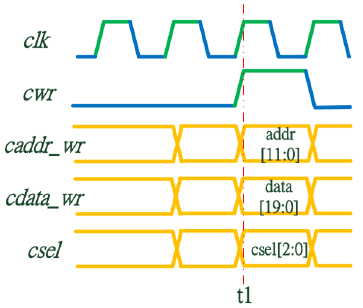 clk
cwr
caddr_wr
addr
[11:0]
cdata_wr
data
[19:0]
csel
csel[2:0]
t1